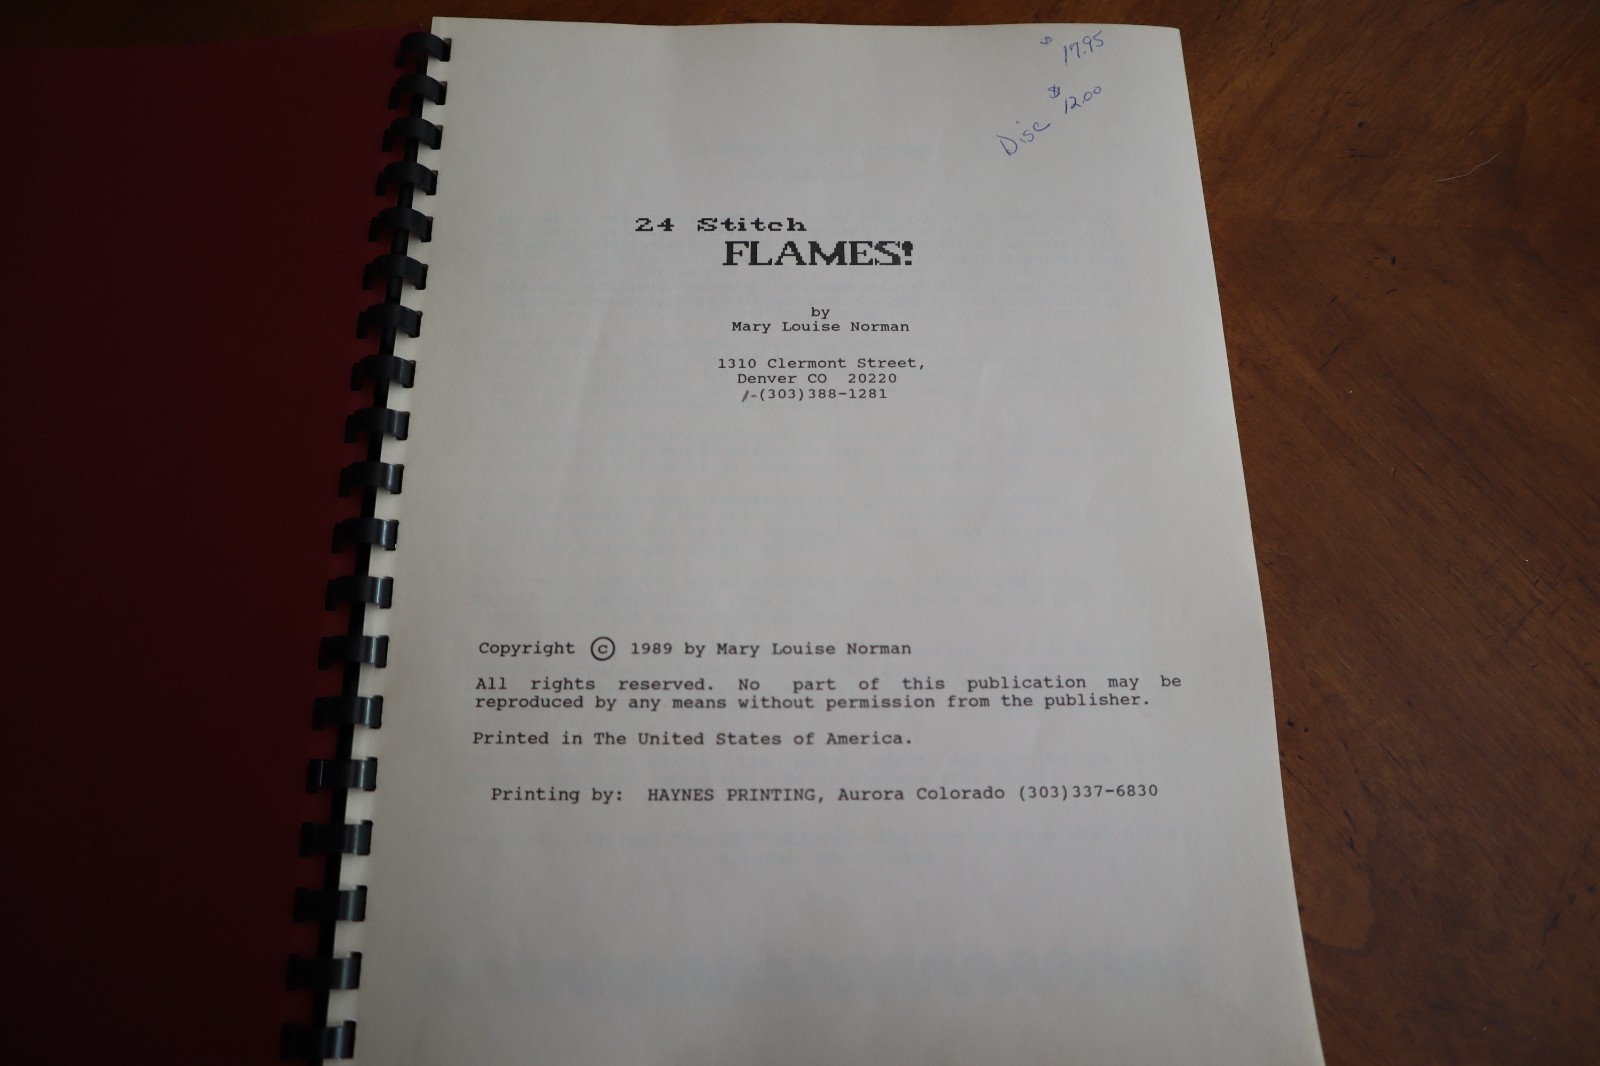 $ 17.95
$ 12.00
Disc
24 Stitch
FLAMES!
by
Mary Louise Norman
1310 Clermont Street,
Denver CO 20220
1-(303)388-1281
Copyright © 1989 by Mary Louise Norman
All rights reserved. No part of this publication may be
reproduced by any means without permission from the publisher.
Printed in The United States of America.
Printing by: HAYNES PRINTING, Aurora Colorado (303)337-6830